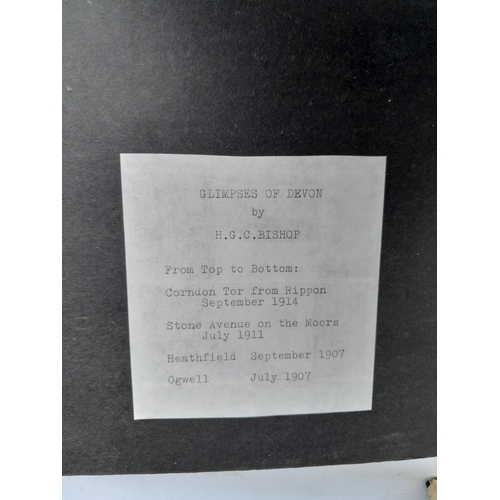 GLIMPSES OF DEVON
by
H.G.C.BISHOP
From Top to Bottom:
Corndon Tor from Rippon
September 1914
Stone Avenue on the Moors
July 1911
Heathfield September 1907
Ogwell July 1907